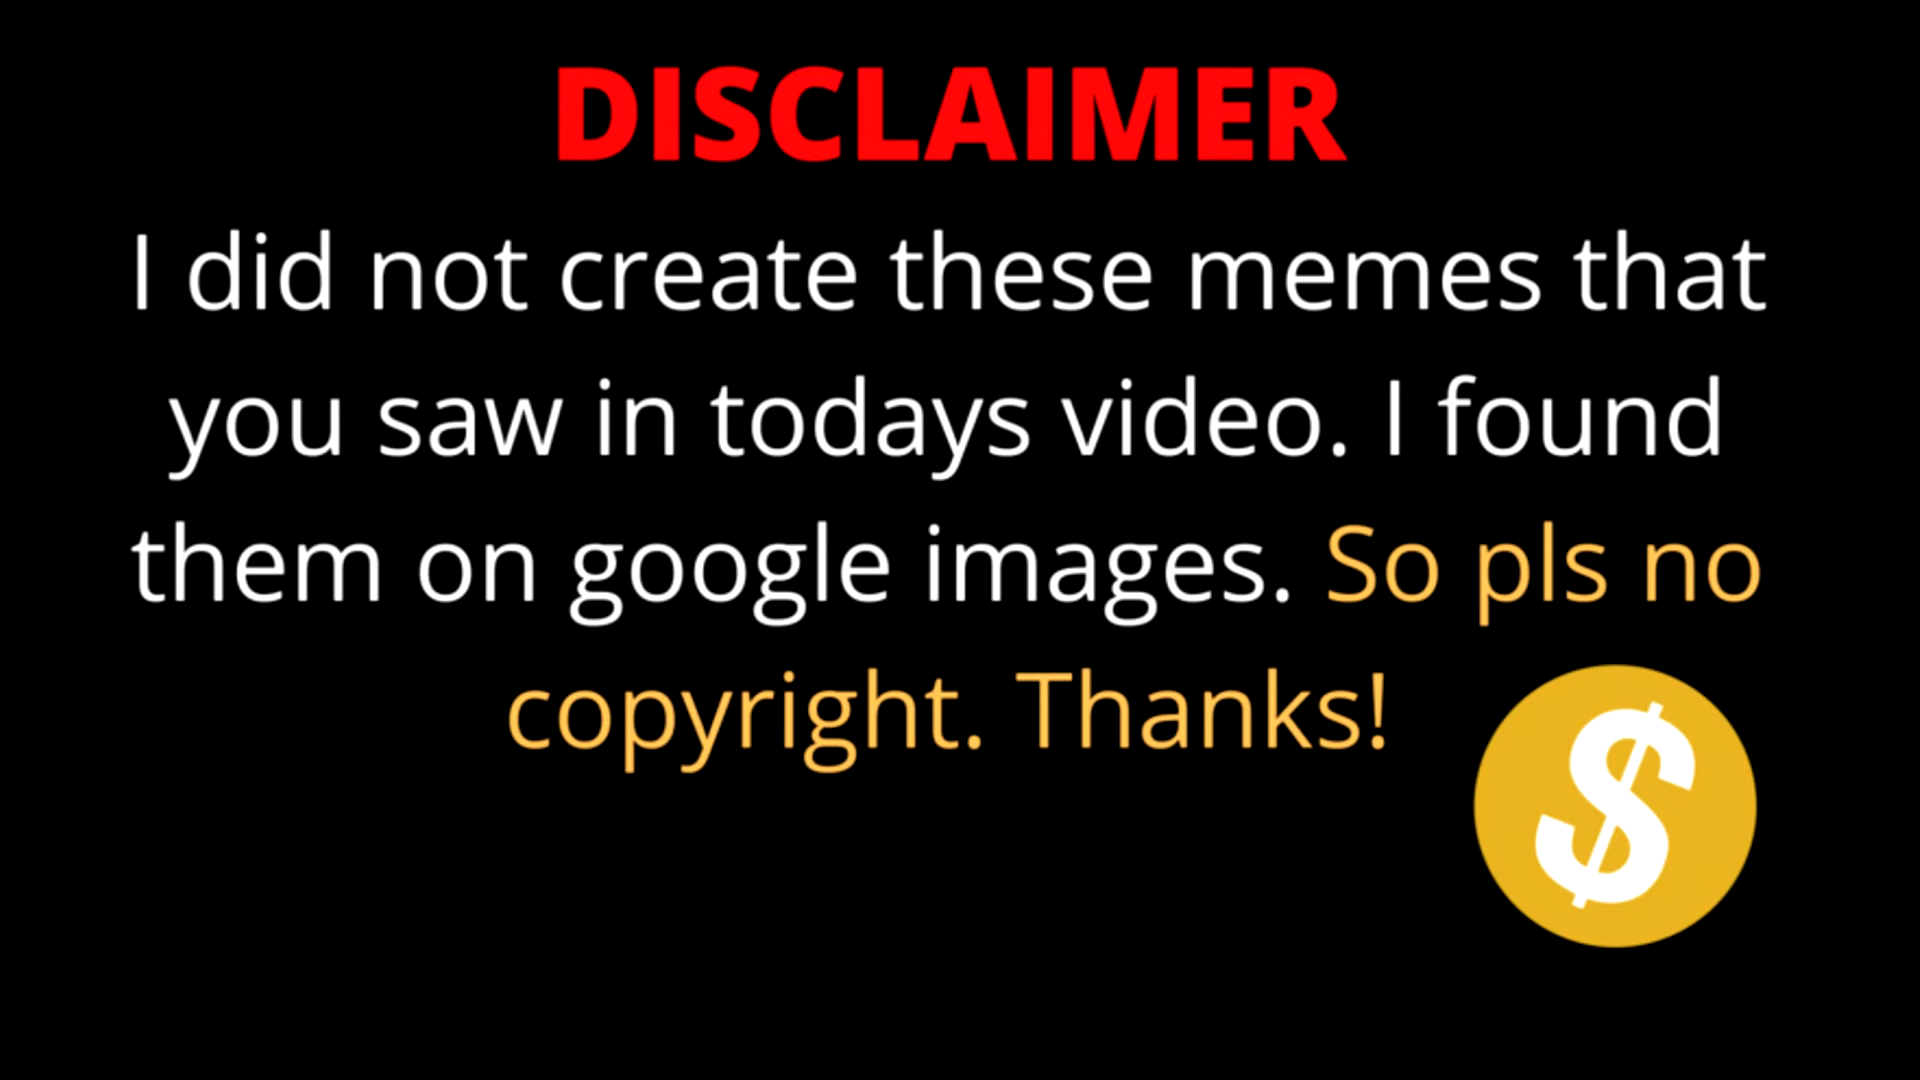 DISCLAIMER
I did not create these memes that
you saw in todays video. I found
them on google images. So pls no
copyright. Thanks!
$